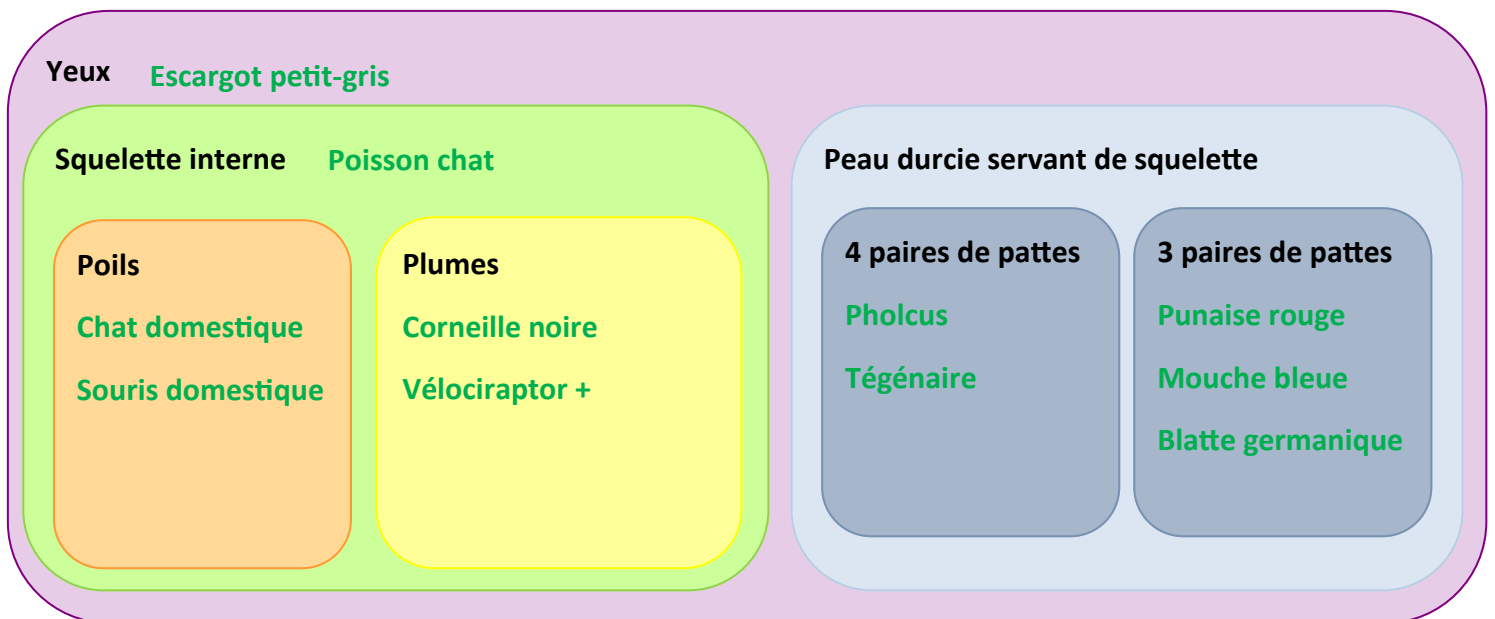 Yeux Escargot petit-gris
Squelette interne Poisson chat
Poils
Chat domestique
Souris domestique
Plumes
Corneille noire
Vélociraptor +
Peau durcie servant de squelette
4 paires de pattes
Pholcus
Tégénaire
3 paires de pattes
Punaise rouge
Mouche bleue
Blatte germanique